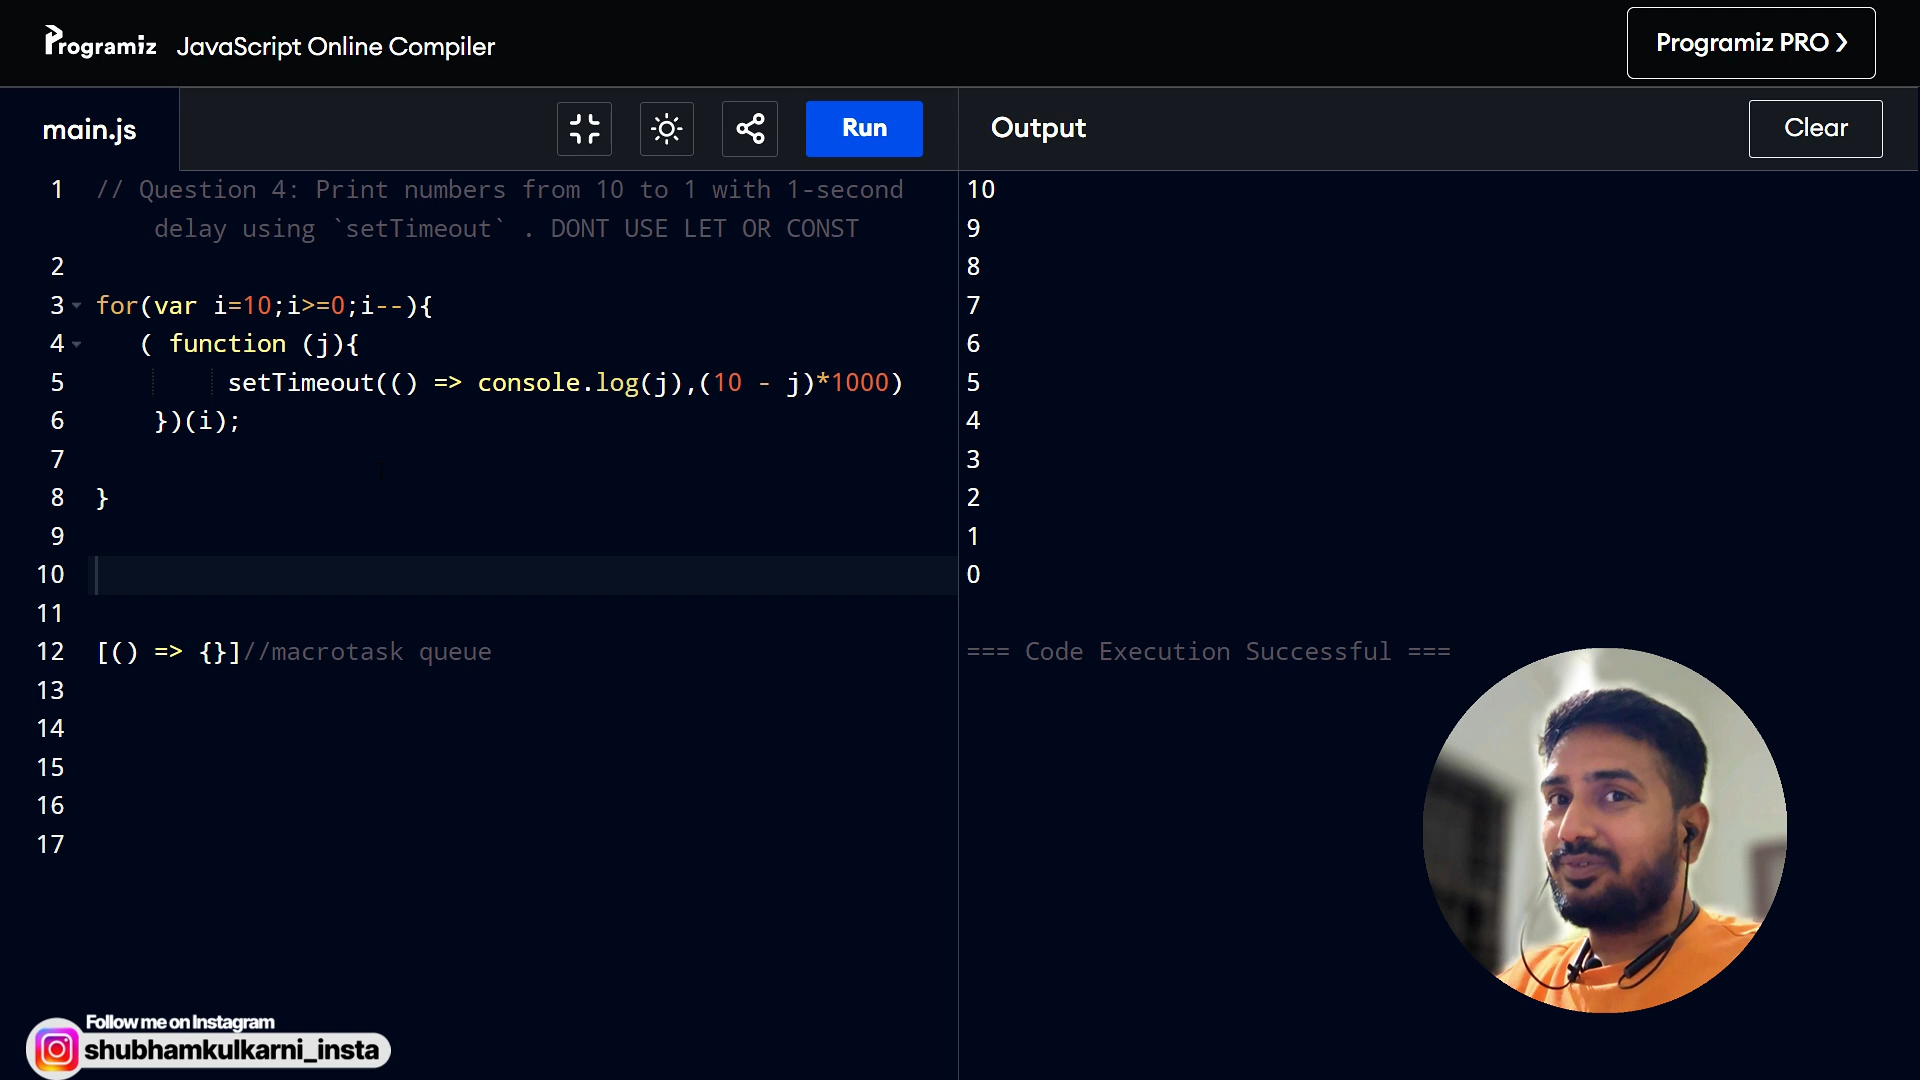 Programiz JavaScript Online Compiler
Programiz PRO ❯
main.js
Run
Output
Clear
1 // Question 4: Print numbers from 10 to 1 with 1-second
delay using `setTimeout` . DONT USE LET OR CONST
2
3 for(var i=10;i>=0;i--){
4 ( function (j){
5 setTimeout(() => console.log(j),(10 - j)*1000)
6 })(i);
7
8 }
9
10
11
12 [() => {}]//macrotask queue
13
14
15
16
17
10
9
8
7
6
5
4
3
2
1
0
=== Code Execution Successful ===
Follow me on Instagram
shubhamkulkarni_insta